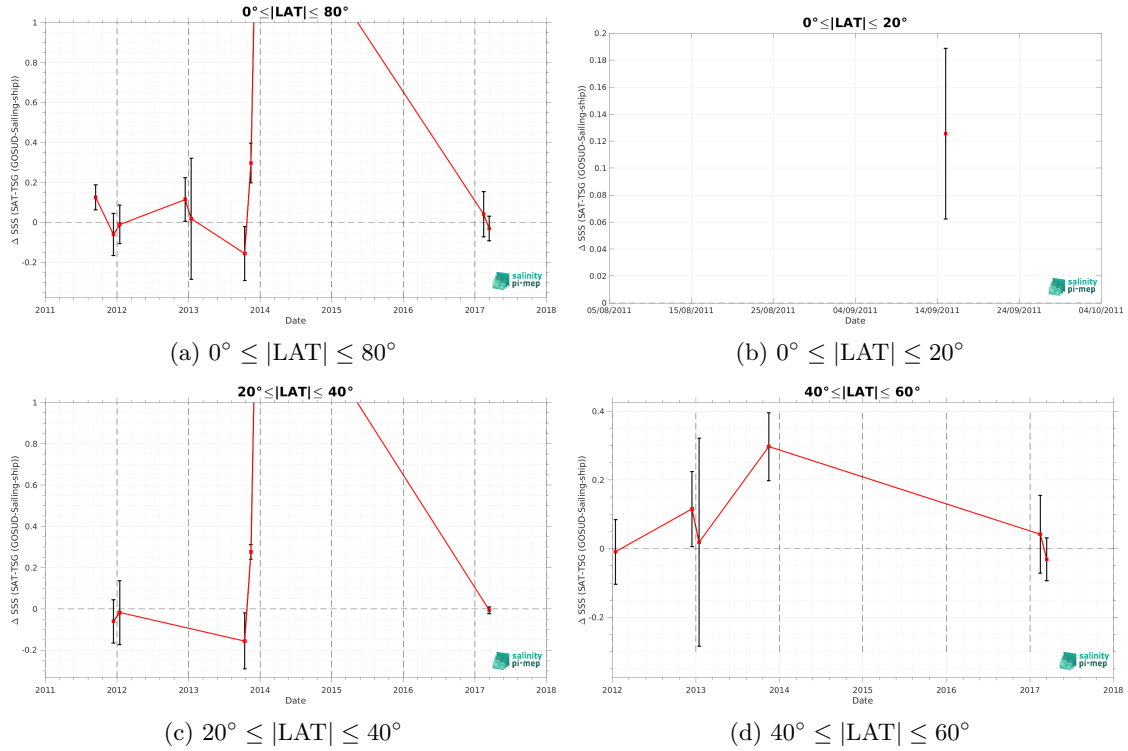 0°≤|LAT|≤ 80°
Δ SSS (SAT-TSG (GOSUD-Sailing-ship))
1
0.8
0.6
0.4
0.2
0
-0.2
2011 2012 2013 2014 2015 2016 2017 2018
Date
salinity
pi-mep
(a) 0° ≤ |LAT| ≤ 80°
0°≤|LAT|≤ 20°
Δ SSS (SAT-TSG (GOSUD-Sailing-ship))
0.2
0.18
0.16
0.14
0.12
0.1
0.08
0.06
0.04
0.02
0
05/08/2011 15/08/2011 25/08/2011 04/09/2011 14/09/2011 24/09/2011 04/10/2011
Date
salinity
pi-mep
(b) 0° ≤ |LAT| ≤ 20°
20°≤|LAT|≤ 40°
Δ SSS (SAT-TSG (GOSUD-Sailing-ship))
1
0.8
0.6
0.4
0.2
0
-0.2
2011 2012 2013 2014 2015 2016 2017 2018
Date
salinity
pi-mep
(c) 20° ≤ |LAT| ≤ 40°
40°≤|LAT|≤ 60°
Δ SSS (SAT-TSG (GOSUD-Sailing-ship))
0.4
0.2
0
-0.2
2012 2013 2014 2015 2016 2017 2018
Date
salinity
pi-mep
(d) 40° ≤ |LAT| ≤ 60°